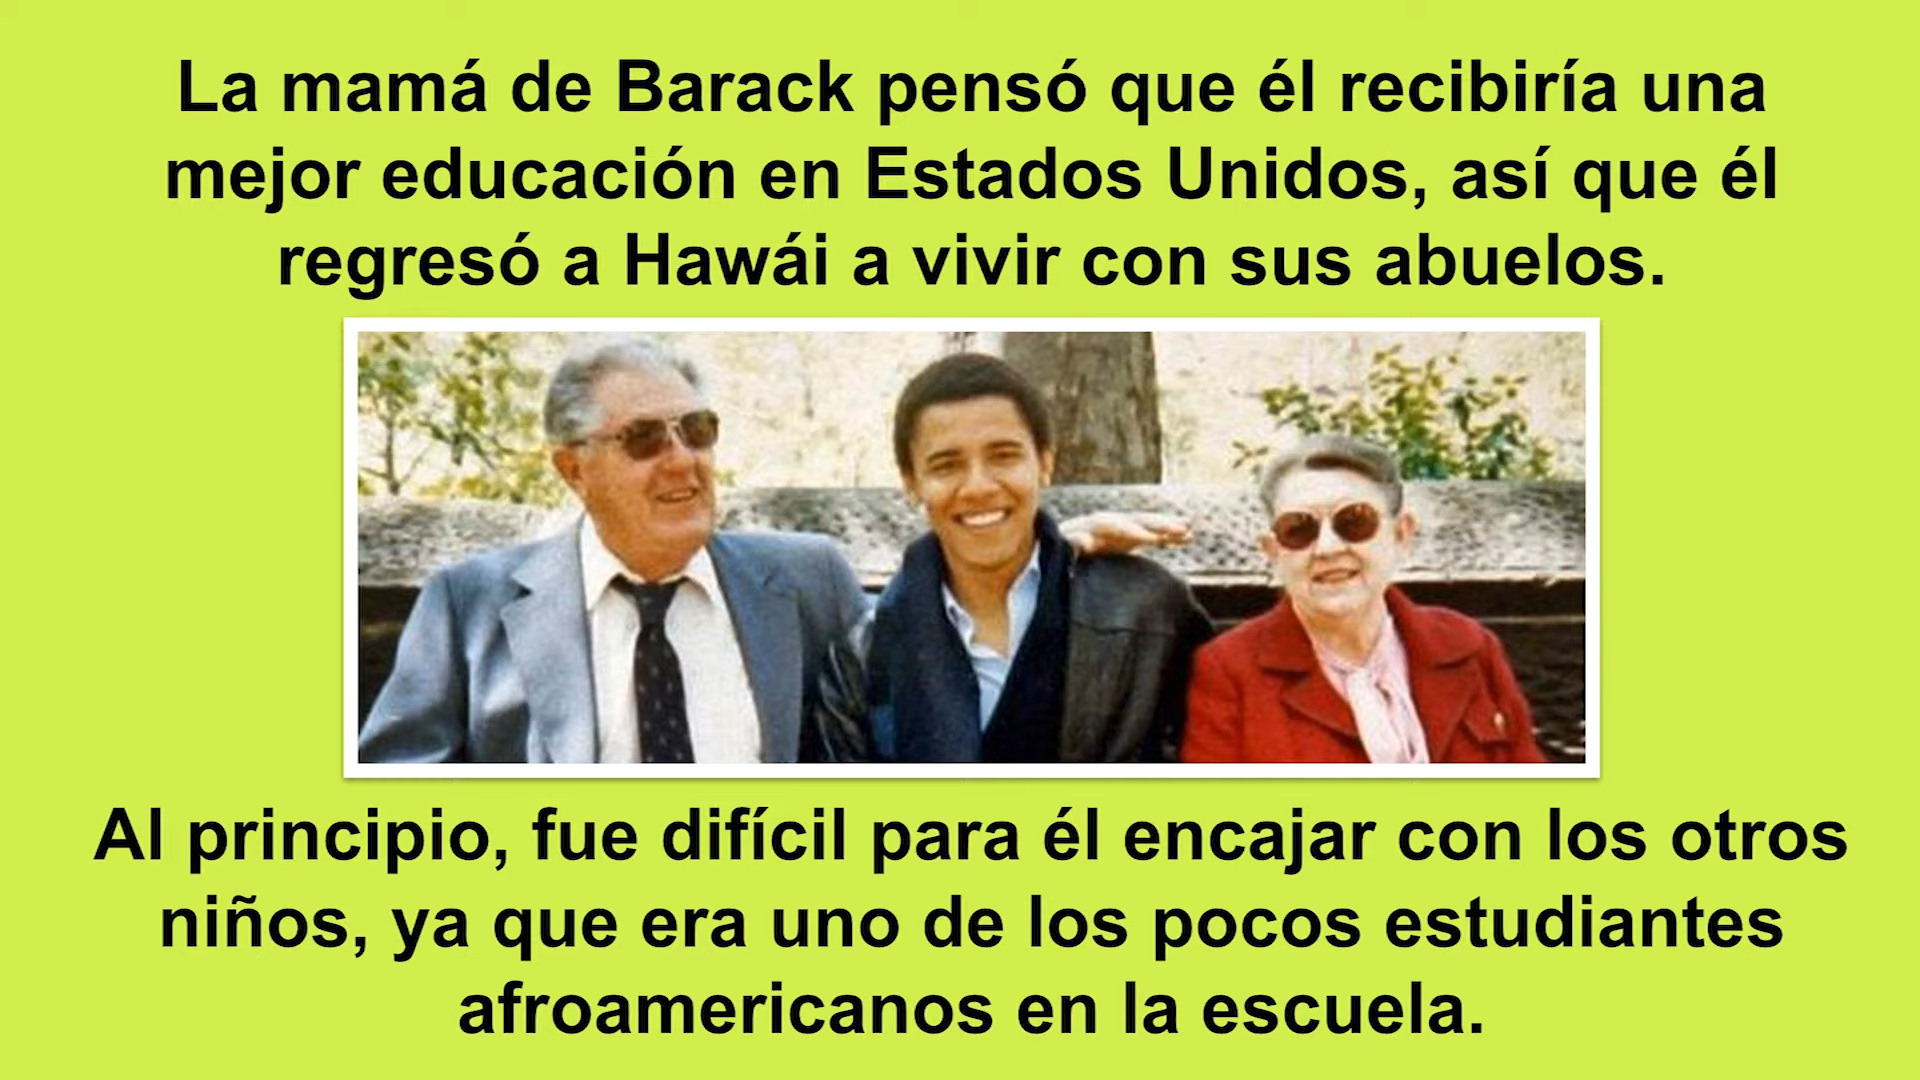 La mamá de Barack pensó que él recibiría una
mejor educación en Estados Unidos, así que él
regresó a Hawái a vivir con sus abuelos.
Al principio, fue difícil para él encajar con los otros
niños, ya que era uno de los pocos estudiantes
afroamericanos en la escuela.